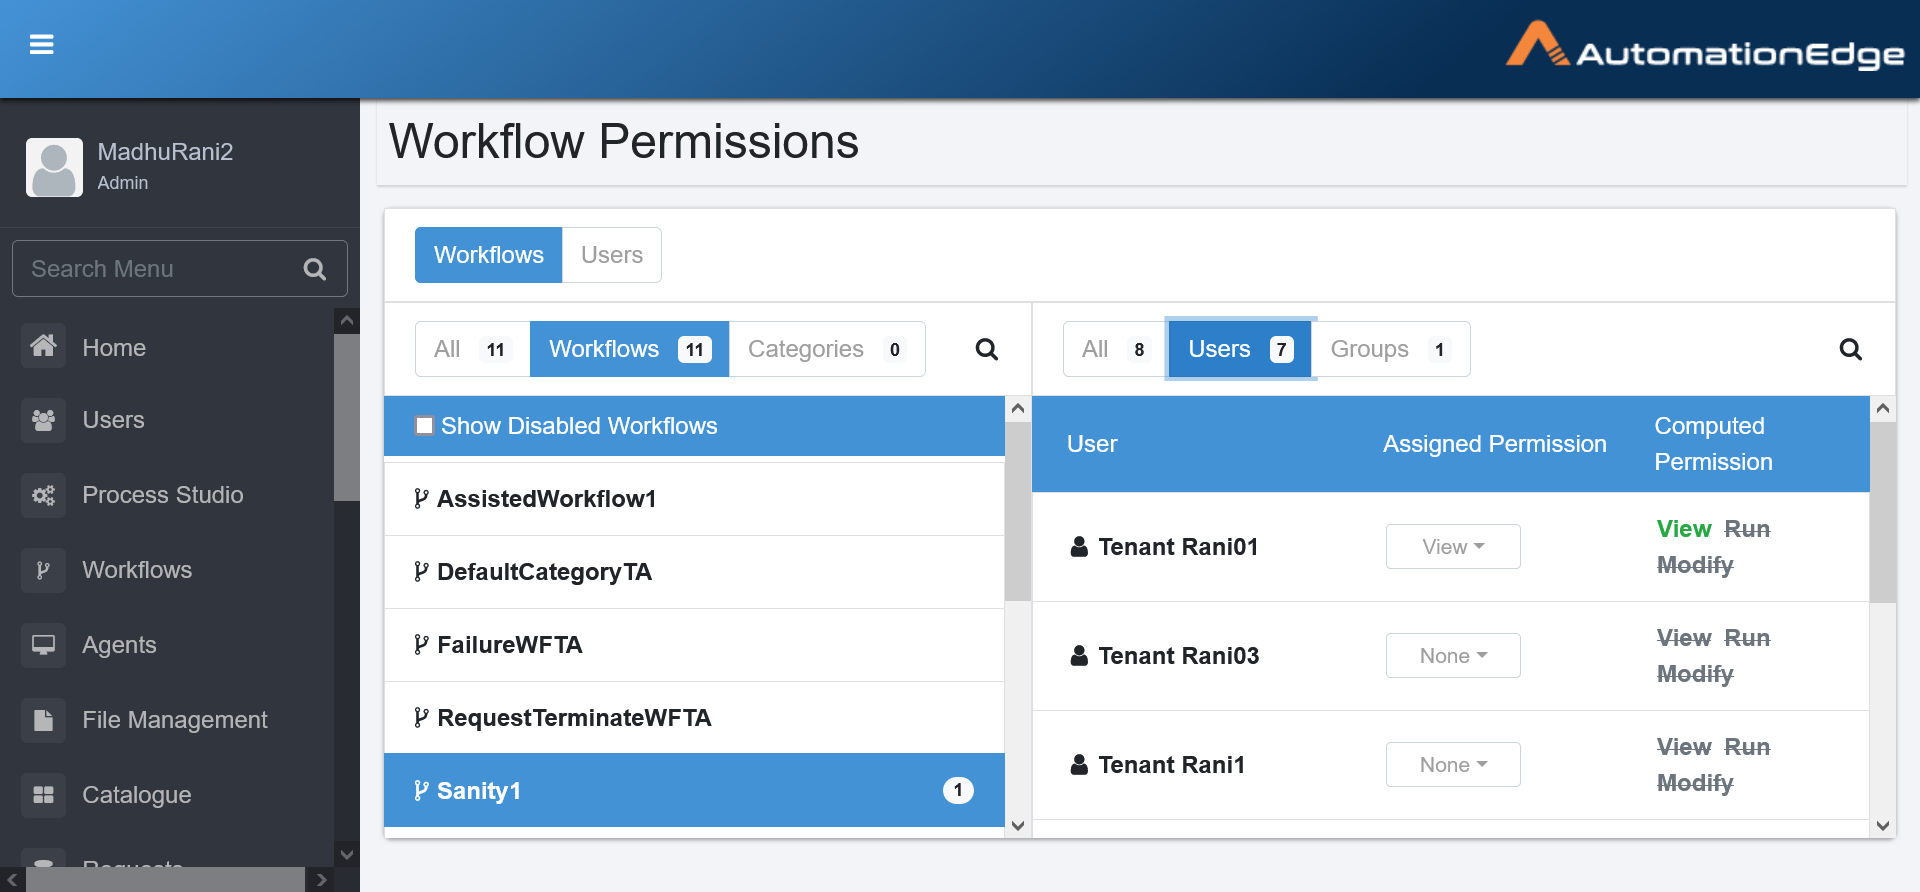 AutomationEdge
MadhuRani2
Admin
Search Menu
Home
Users
Process Studio
Workflows
Agents
File Management
Catalogue
Requests
Workflow Permissions
Workflows Users
All 11 Workflows 11 Categories 0
Show Disabled Workflows
AssistedWorkflow1
DefaultCategoryTA
FailureWFTA
RequestTerminateWFTA
Sanity1 1
All 8 Users 7 Groups 1
User Assigned Permission Computed
Permission
Tenant Rani01 View View Run
Modify
Tenant Rani03 None View Run
Modify
Tenant Rani1 None View Run
Modify